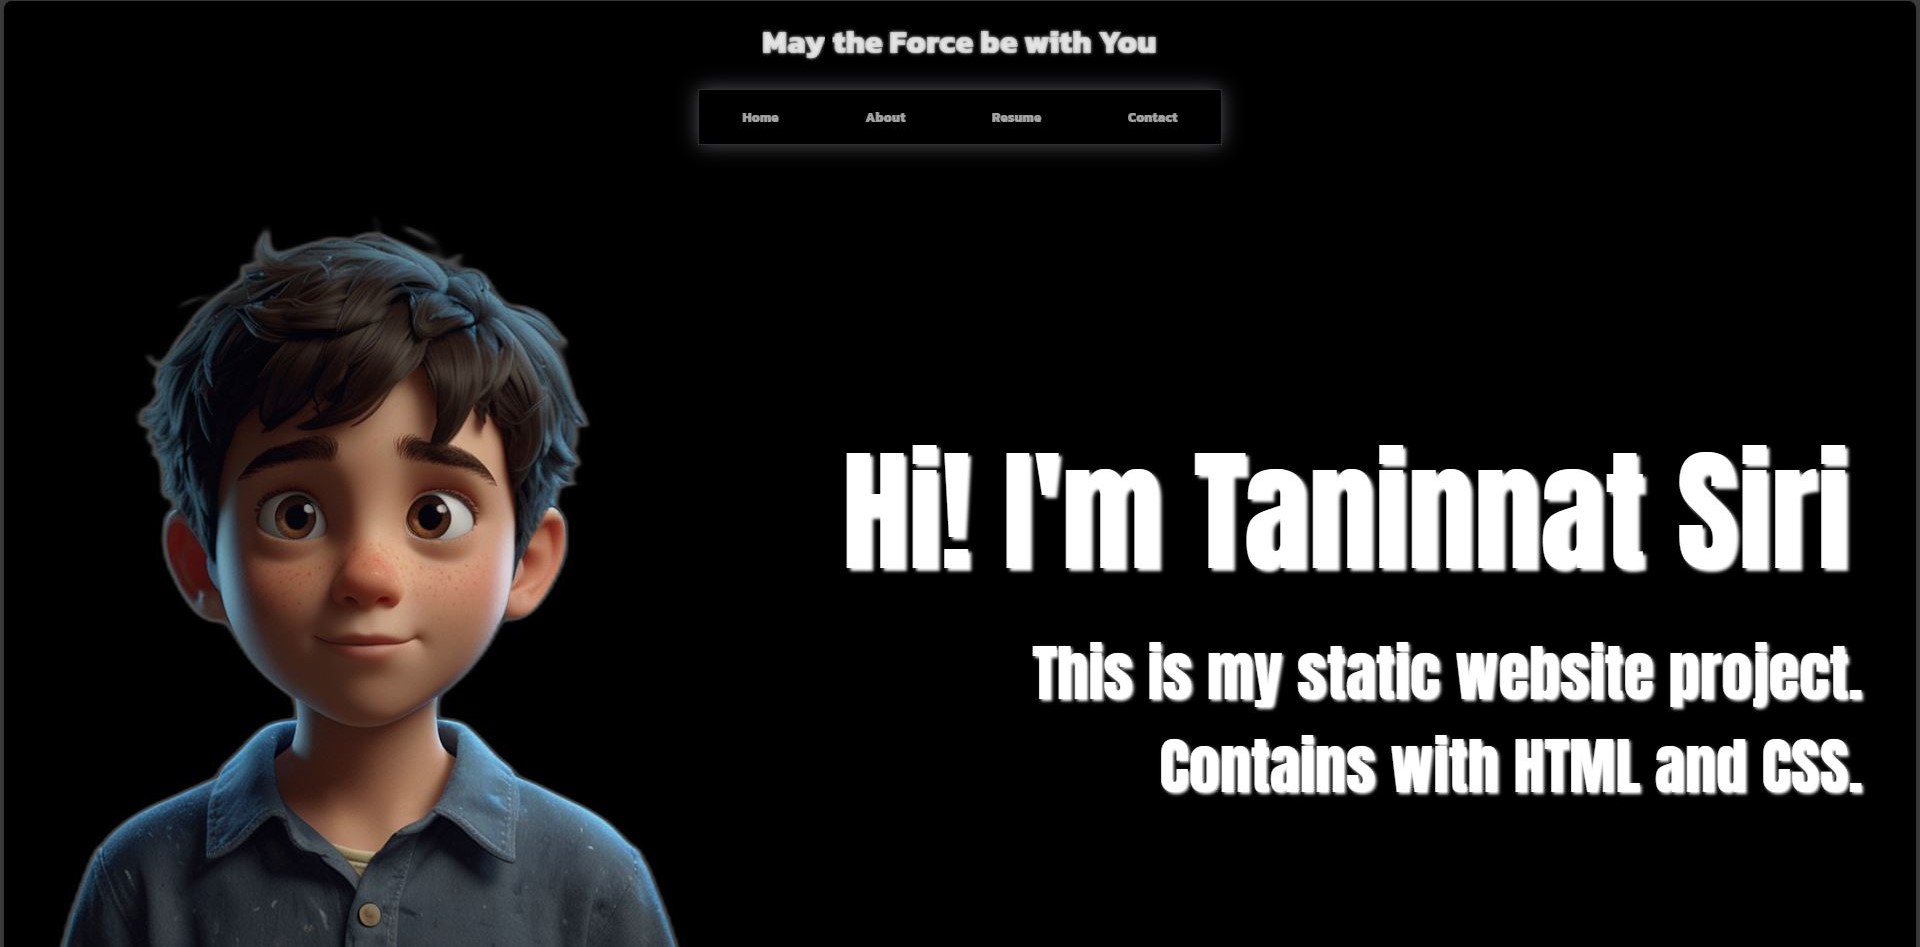 May the Force be with You
Home About Resume Contact
Hi! I'm Taninnat Siri
This is my static website project.
Contains with HTML and CSS.